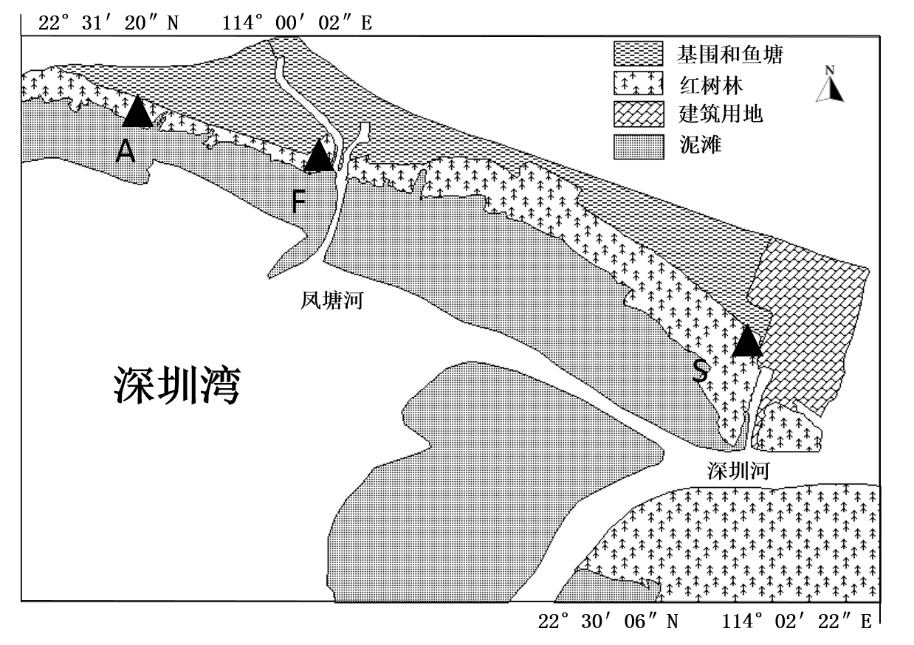 22° 31′ 20″ N 114° 00′ 02″ E
基围和鱼塘
红树林
建筑用地
泥滩
N
A
F
凤塘河
S
深圳湾
深圳河
22° 30′ 06″ N 114° 02′ 22″ E